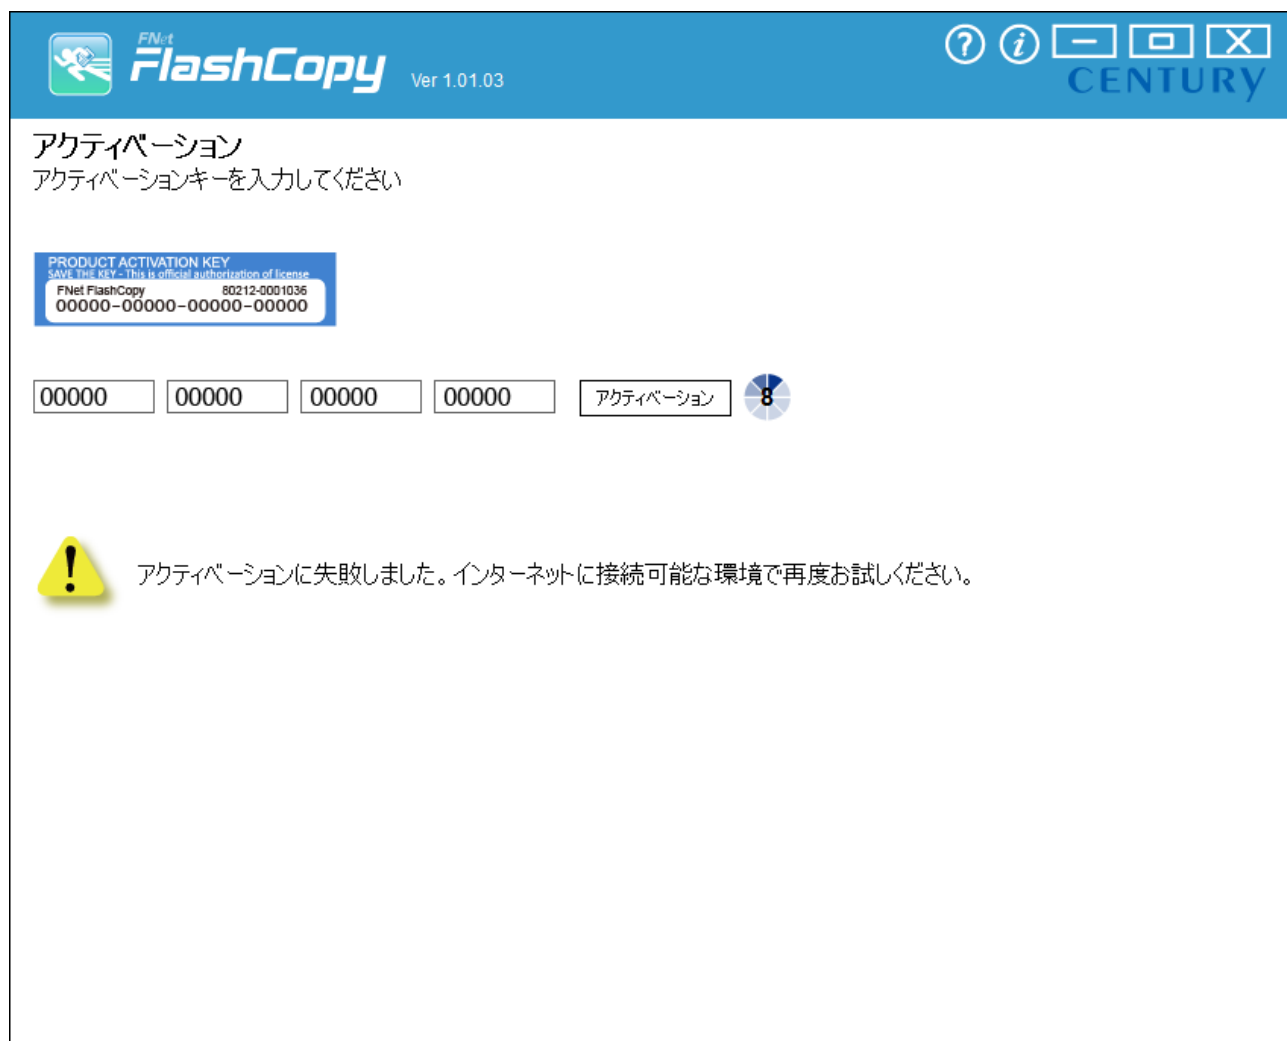 FNet
FlashCopy Ver 1.01.03
CENTURY
アクティベーション
アクティベーションキーを入力してください
PRODUCT ACTIVATION KEY
SAVE THE KEY - This is official authorization of license
FNet FlashCopy 80212-0001036
00000-00000-00000-00000
00000 00000 00000 00000 アクティベーション 8
アクティベーションに失敗しました。インターネットに接続可能な環境で再度お試しください。